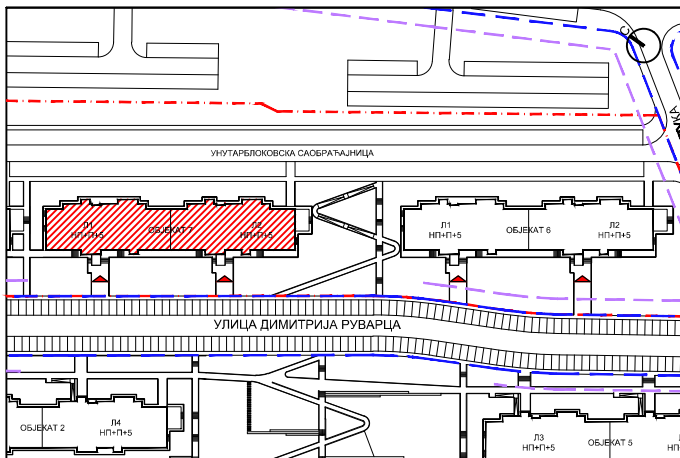 С
УНУТАРБЛОКОВСКА САОБРАЋАЈНИЦА
Л1
НП+П+5
ОБЈЕКАТ 7
Л2
НП+П+5
Л1
НП+П+5
ОБЈЕКАТ 6
Л2
НП+П+5
УЛИЦА ДИМИТРИЈА РУВАРЦА
ОБЈЕКАТ 2
Л4
НП+П+5
Л3
НП+П+5
ОБЈЕКАТ 5